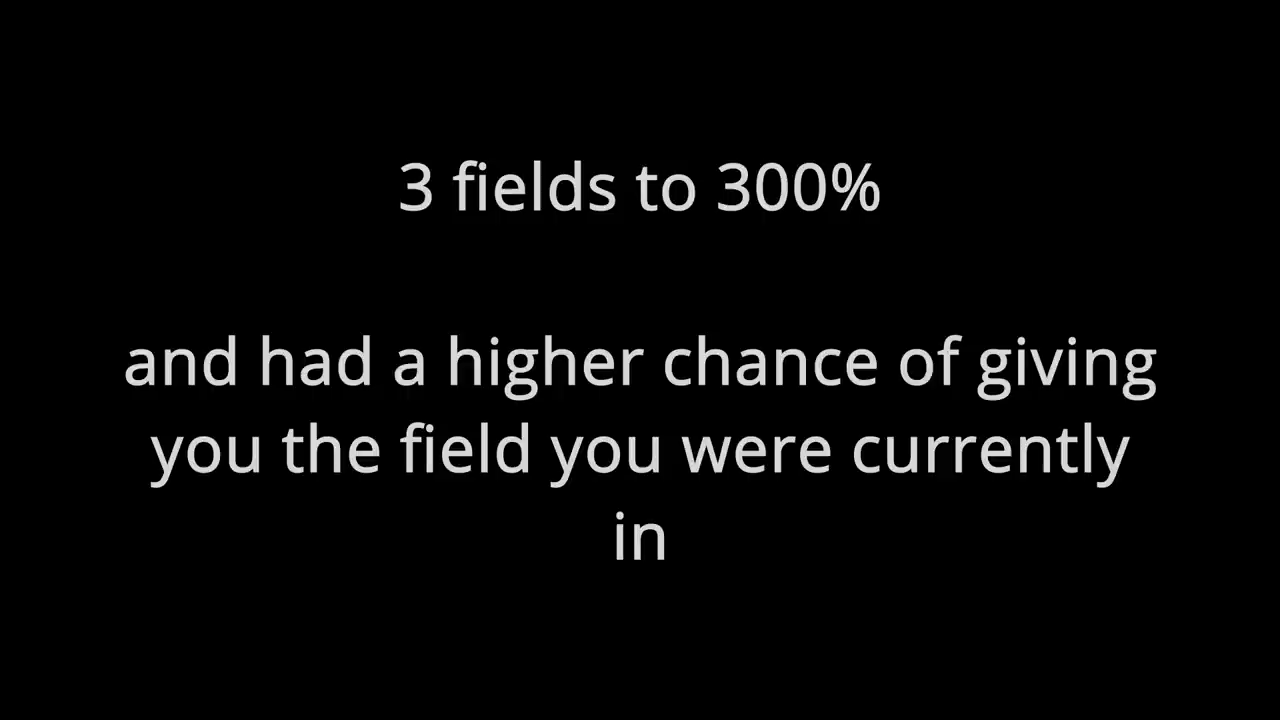 3 fields to 300%
and had a higher chance of giving
you the field you were currently
in